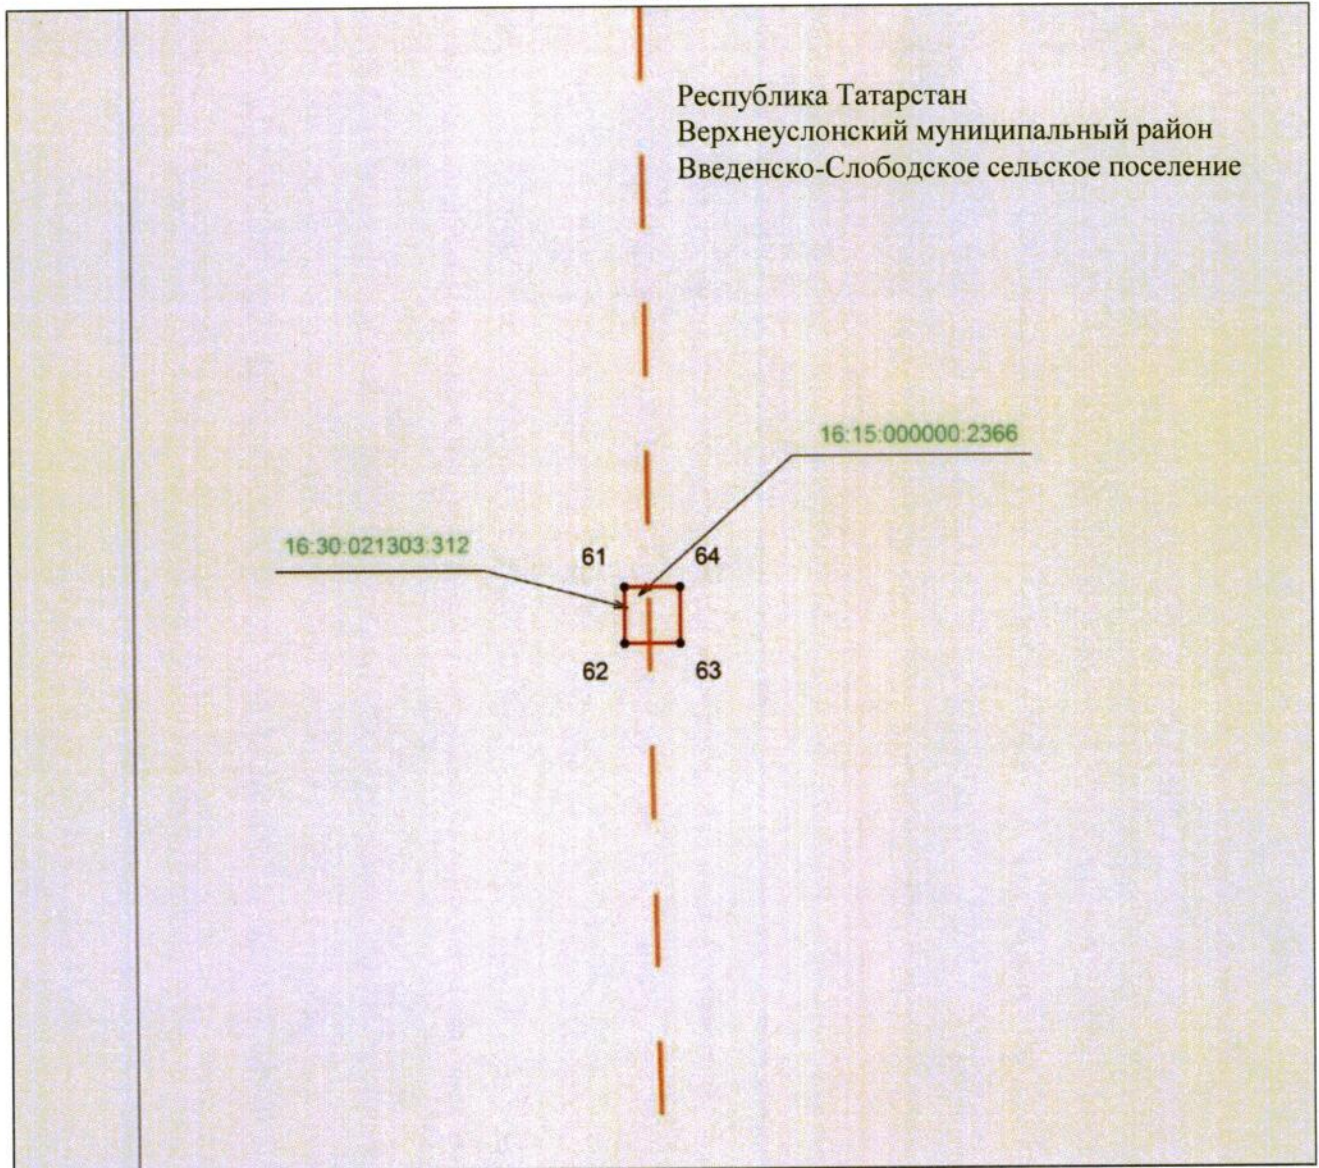 Республика Татарстан
Верхнеуслонский муниципальный район
Введенско-Слободское сельское поселение
16:15:000000:2366
16:30:021303:312
61
64
62
63